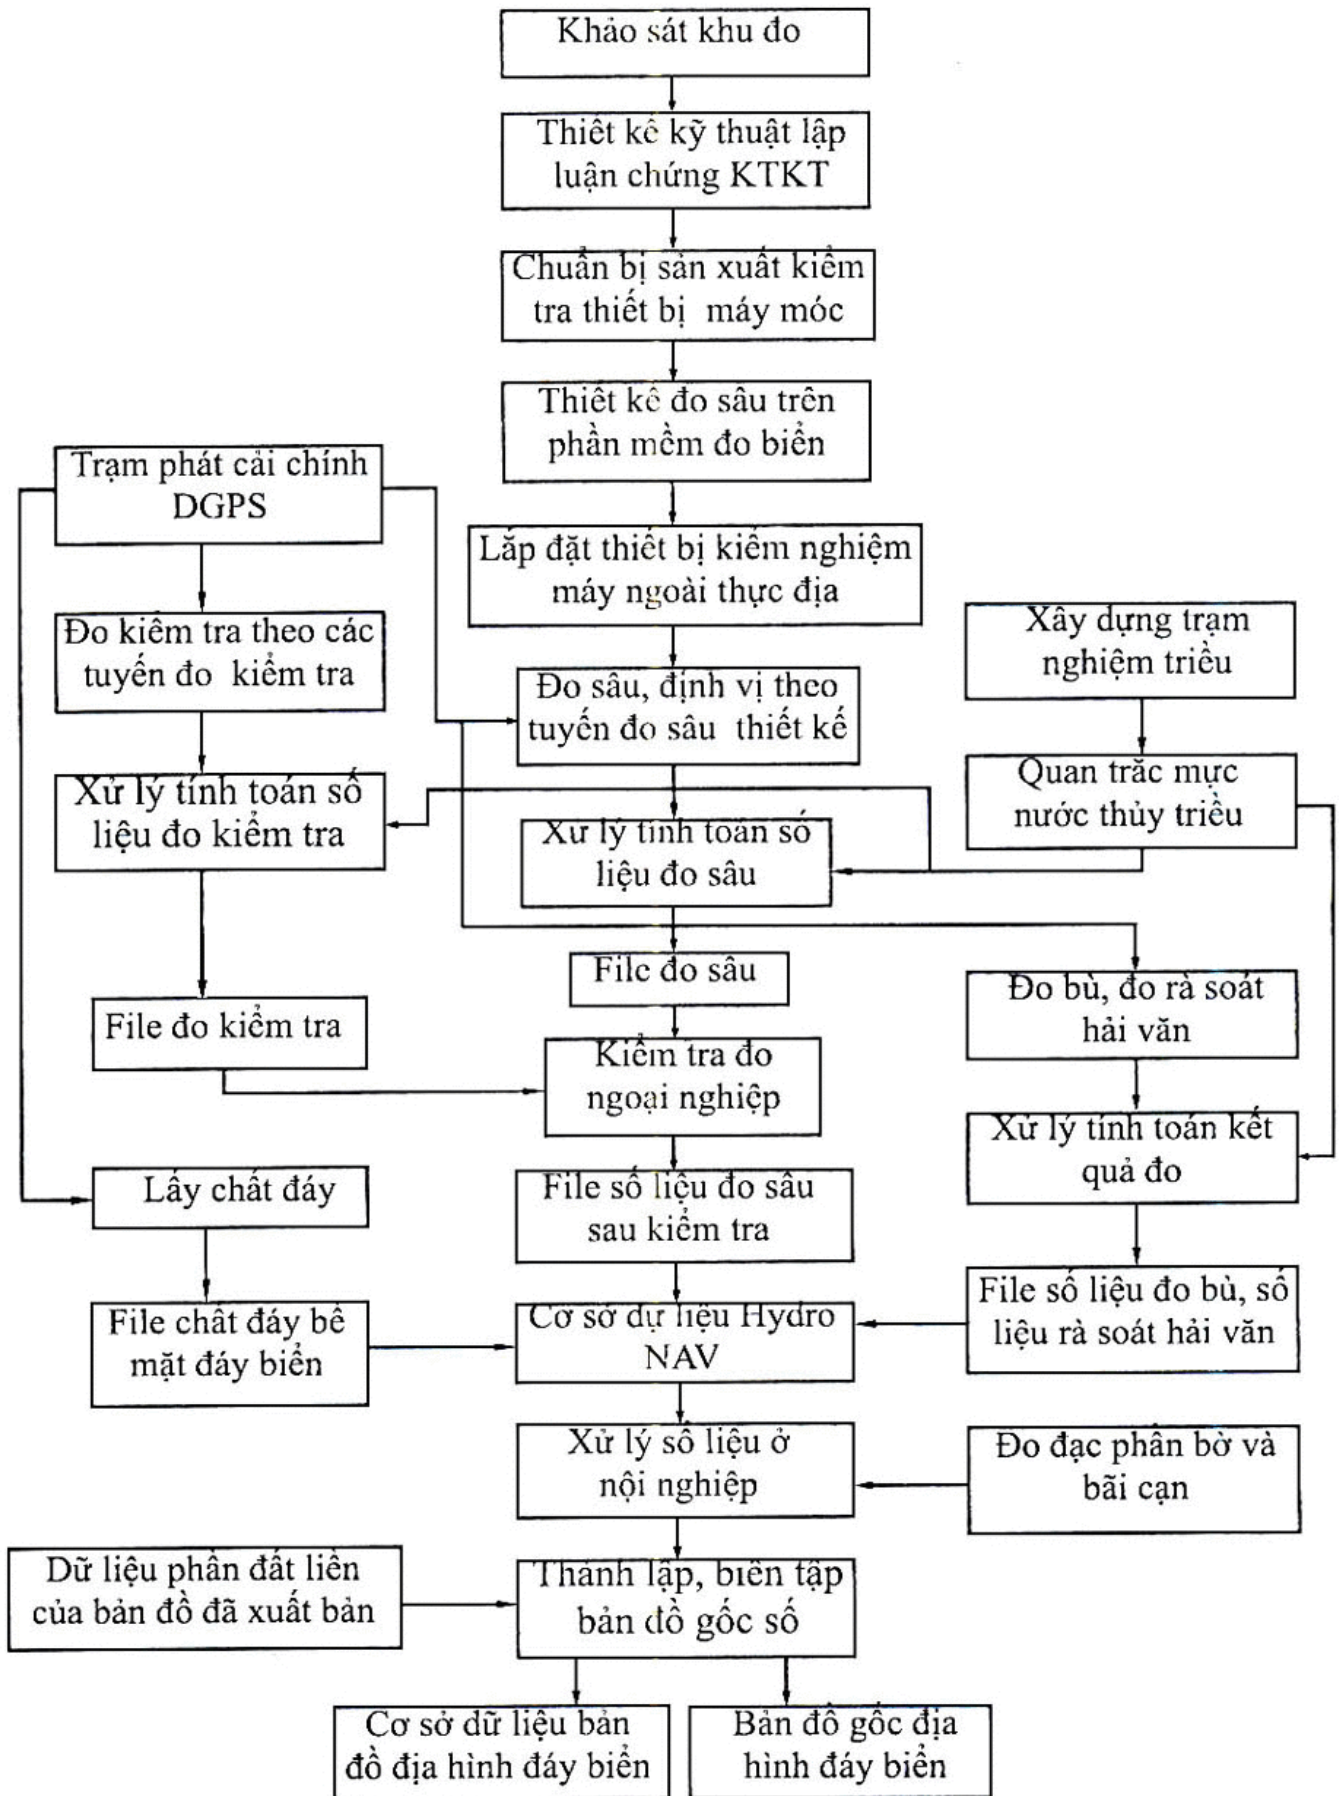 Khảo sát khu đo
Thiết kế kỹ thuật lập
luận chứng KTKT
Chuẩn bị sản xuất kiểm
tra thiết bị máy móc
Thiết kế đo sâu trên
phần mềm đo biển
Trạm phát cải chính
DGPS
Lắp đặt thiết bị kiểm nghiệm
máy ngoài thực địa
Đo kiểm tra theo các
tuyến đo kiểm tra
Xây dựng trạm
nghiệm triều
Đo sâu, định vị theo
tuyến đo sâu thiết kế
Xử lý tính toán số
liệu đo kiểm tra
Quan trắc mực
nước thủy triều
Xử lý tính toán số
liệu đo sâu
File đo sâu
Đo bù, đo rà soát
hải văn
File đo kiểm tra
Kiểm tra đo
ngoại nghiệp
Xử lý tính toán kết
quả đo
Lấy chất đáy
File số liệu đo sâu
sau kiểm tra
File số liệu đo bù, số
liệu rà soát hải văn
File chất đáy bề
mặt đáy biển
Cơ sở dự liệu Hydro
NAV
Xử lý số liệu ở
nội nghiệp
Đo đạc phần bờ và
bãi cạn
Dữ liệu phần đất liền
của bản đồ đã xuất bản
Thành lập, biên tập
bản đồ gốc số
Cơ sở dữ liệu bản
đồ địa hình đáy biển
Bản đồ gốc địa
hình đáy biển